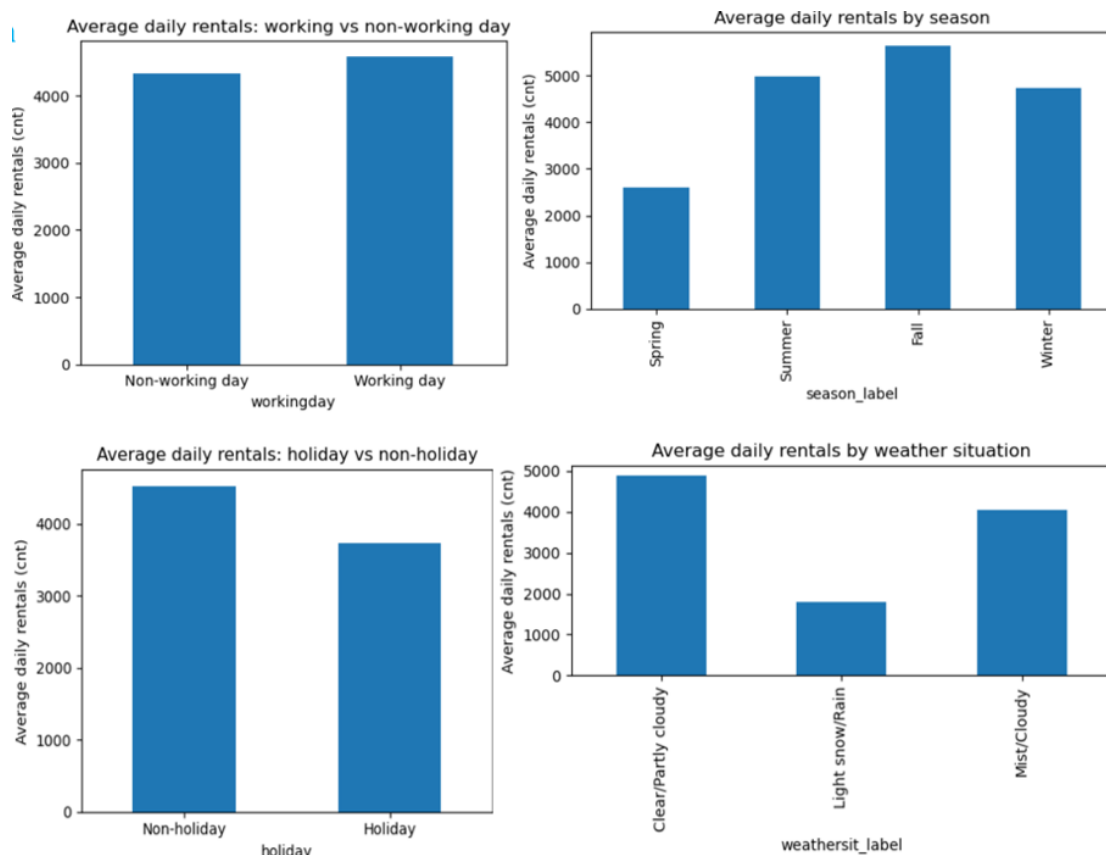 Average daily rentals: working vs non-working day
Average daily rentals (cnt)
4000
3000
2000
1000
0
Non-working day Working day
workingday
Average daily rentals by season
Average daily rentals (cnt)
5000
4000
3000
2000
1000
0
Spring Summer Fall Winter
season_label
Average daily rentals: holiday vs non-holiday
Average daily rentals (cnt)
4000
3000
2000
1000
0
Non-holiday Holiday
holiday
Average daily rentals by weather situation
Average daily rentals (cnt)
5000
4000
3000
2000
1000
0
Clear/Partly cloudy Light snow/Rain Mist/Cloudy
weathersit_label